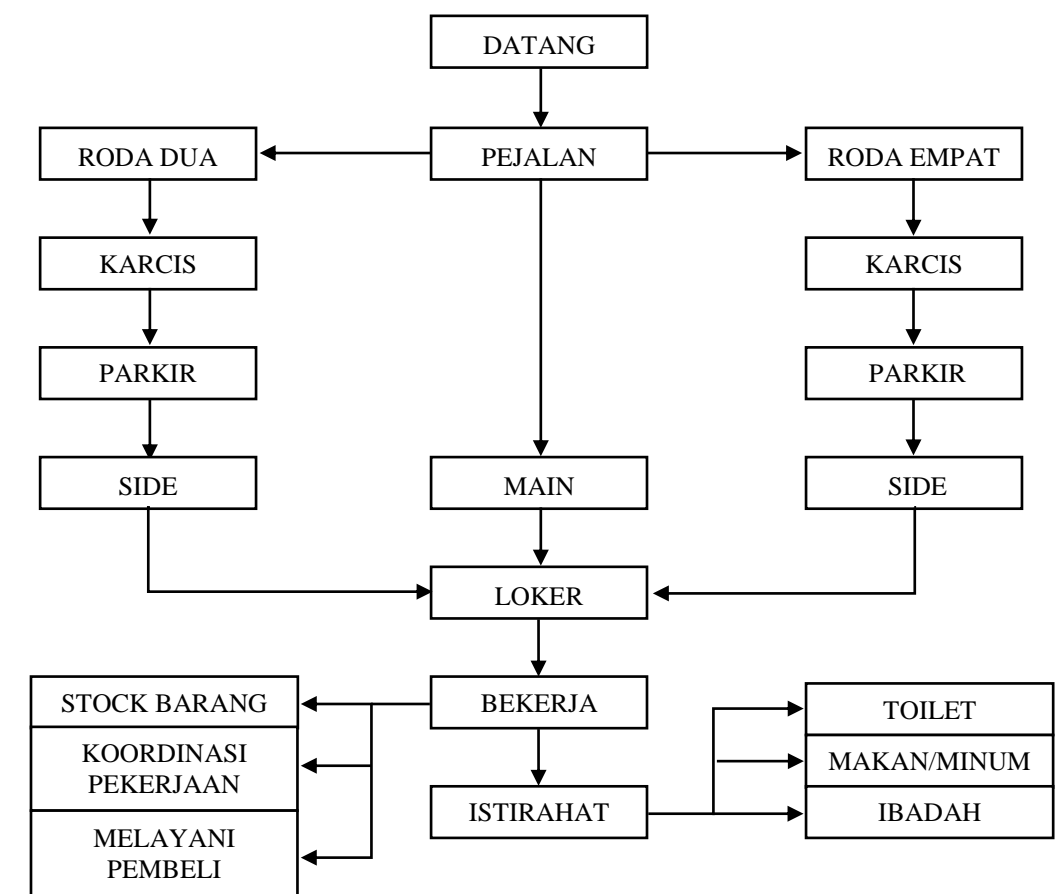 DATANG
RODA DUA
PEJALAN
RODA EMPAT
KARCIS
KARCIS
PARKIR
PARKIR
SIDE
MAIN
SIDE
LOKER
STOCK BARANG
BEKERJA
TOILET
KOORDINASI
PEKERJAAN
MAKAN/MINUM
ISTIRAHAT
IBADAH
MELAYANI
PEMBELI